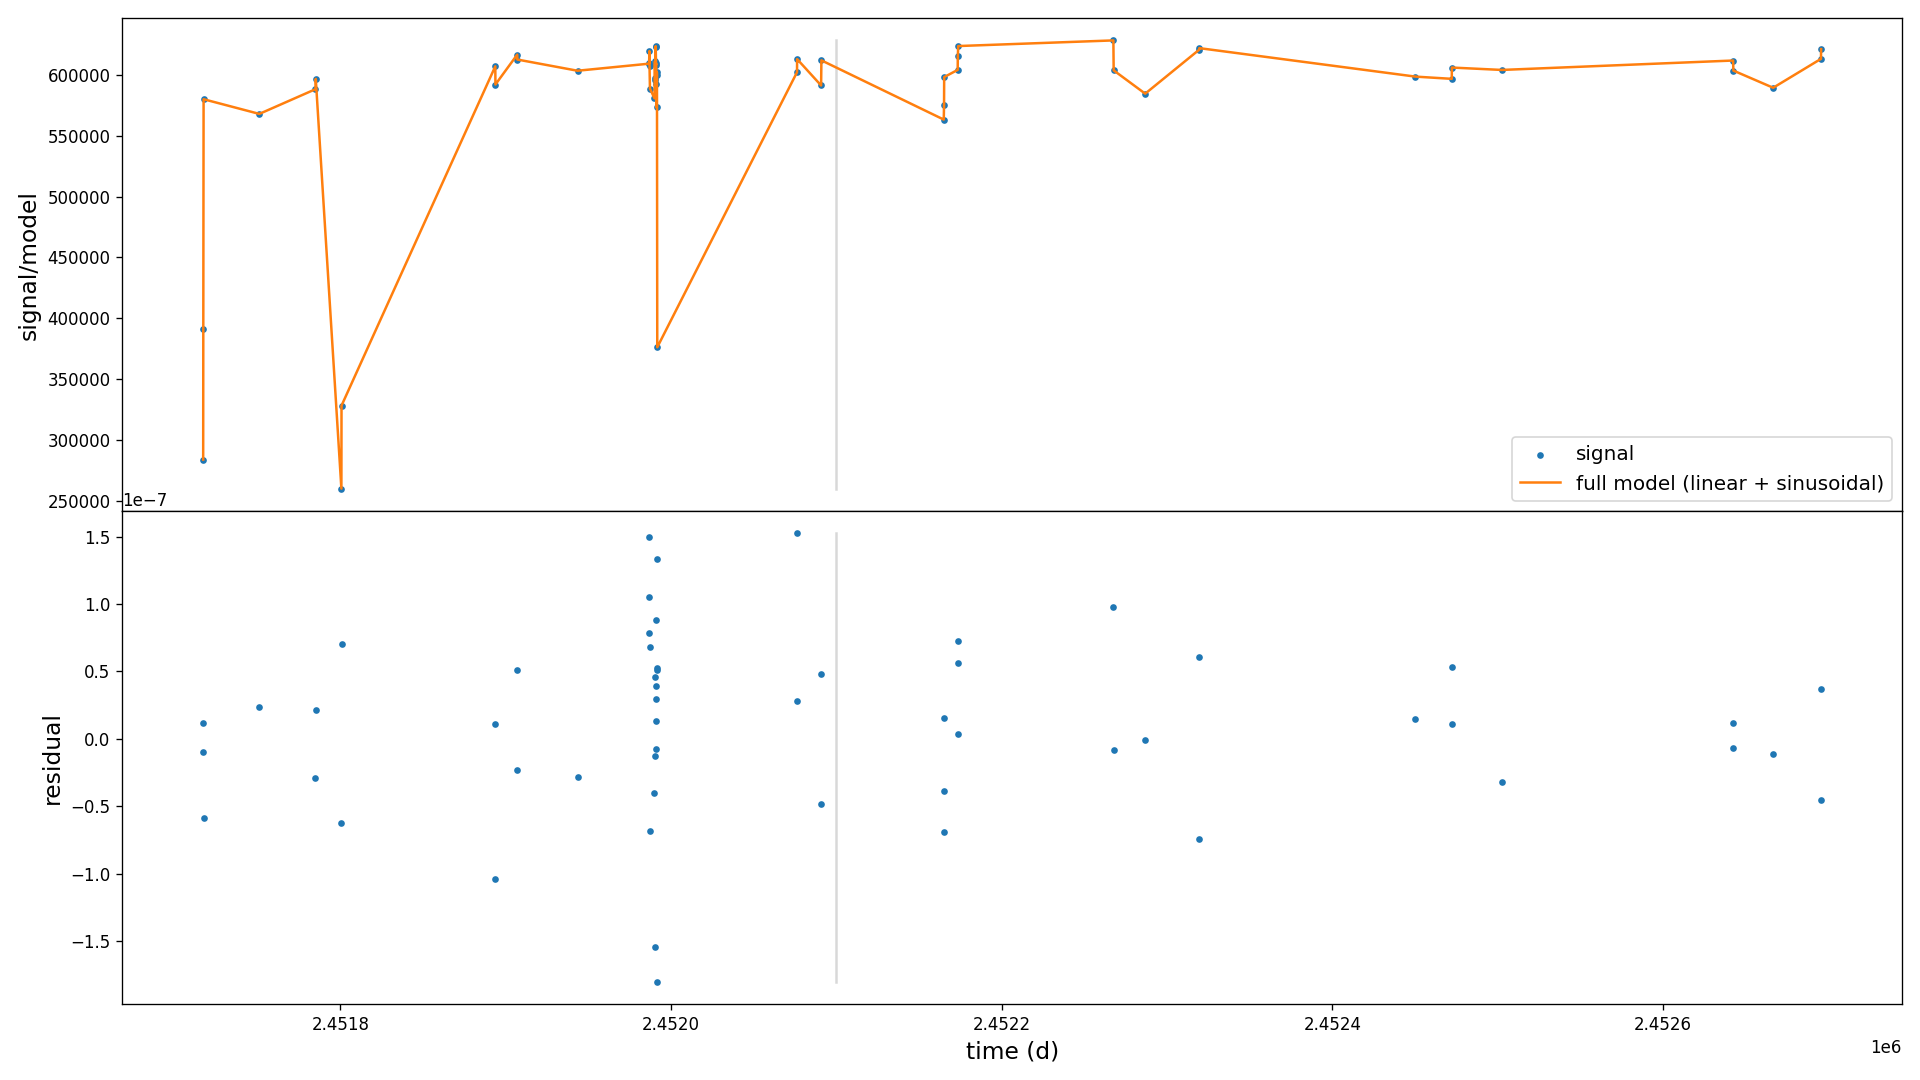 signal/model
600000
550000
500000
450000
400000
350000
300000
250000
signal
full model (linear + sinusoidal)
1e−7
residual
1.5
1.0
0.5
0.0
−0.5
−1.0
−1.5
2.4518
2.4520
2.4522
2.4524
2.4526
1e6
time (d)